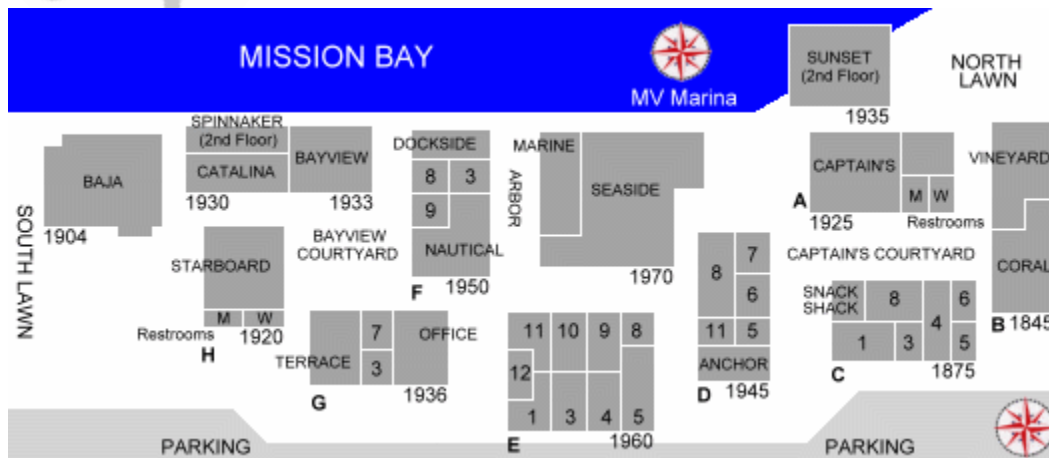 MISSION BAY
MV Marina
SUNSET
(2nd Floor)
1935
NORTH
LAWN
SPINNAKER
(2nd Floor)
CATALINA
1930
BAYVIEW
1933
BAJA
1904
SOUTH LAWN
DOCKSIDE
8 3
9
NAUTICAL
F 1950
BAYVIEW
COURTYARD
ARBOR
MARINE
SEASIDE
1970
CAPTAIN'S
M W
Restrooms
A
1925
VINEYARD
CORAL
B 1845
CAPTAIN'S COURTYARD
STARBOARD
M W
Restrooms
H
1920
TERRACE
7
3
OFFICE
G
1936
11 10 9 8
12
1 3 4 5
E
1960
8 7
6
11 5
ANCHOR
D 1945
SNACK
SHACK
8 4 6
1 3 5
C
1875
PARKING
PARKING